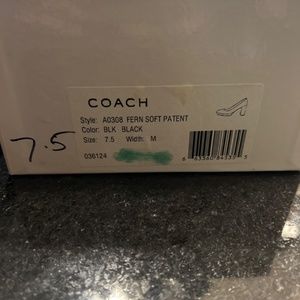 COACH
Style: A0308 FERN SOFT PATENT
Color: BLK BLACK
Size: 7.5 Width: M
036124
7.5